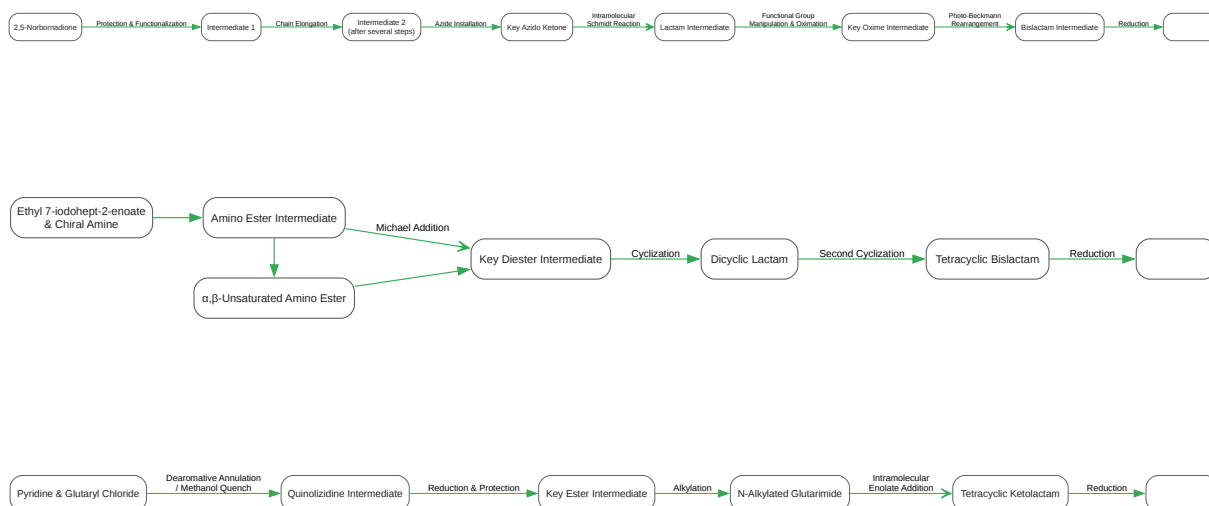 2,5-Norbornadione
Protection & Functionalization
Intermediate 1
Chain Elongation
Intermediate 2
(after several steps)
Azide Installation
Key Azido Ketone
Intramolecular
Schmidt Reaction
Lactam Intermediate
Functional Group
Manipulation & Oximation
Key Oxime Intermediate
Photo-Beckmann
Rearrangement
Bislactam Intermediate
Reduction
Ethyl 7-iodohept-2-enoate
& Chiral Amine
Amino Ester Intermediate
Michael Addition
α,β-Unsaturated Amino Ester
Key Diester Intermediate
Cyclization
Dicyclic Lactam
Second Cyclization
Tetracyclic Bislactam
Reduction
Pyridine & Glutaryl Chloride
Dearomative Annulation
/ Methanol Quench
Quinolizidine Intermediate
Reduction & Protection
Key Ester Intermediate
Alkylation
N-Alkylated Glutarimide
Intramolecular
Enolate Addition
Tetracyclic Ketolactam
Reduction